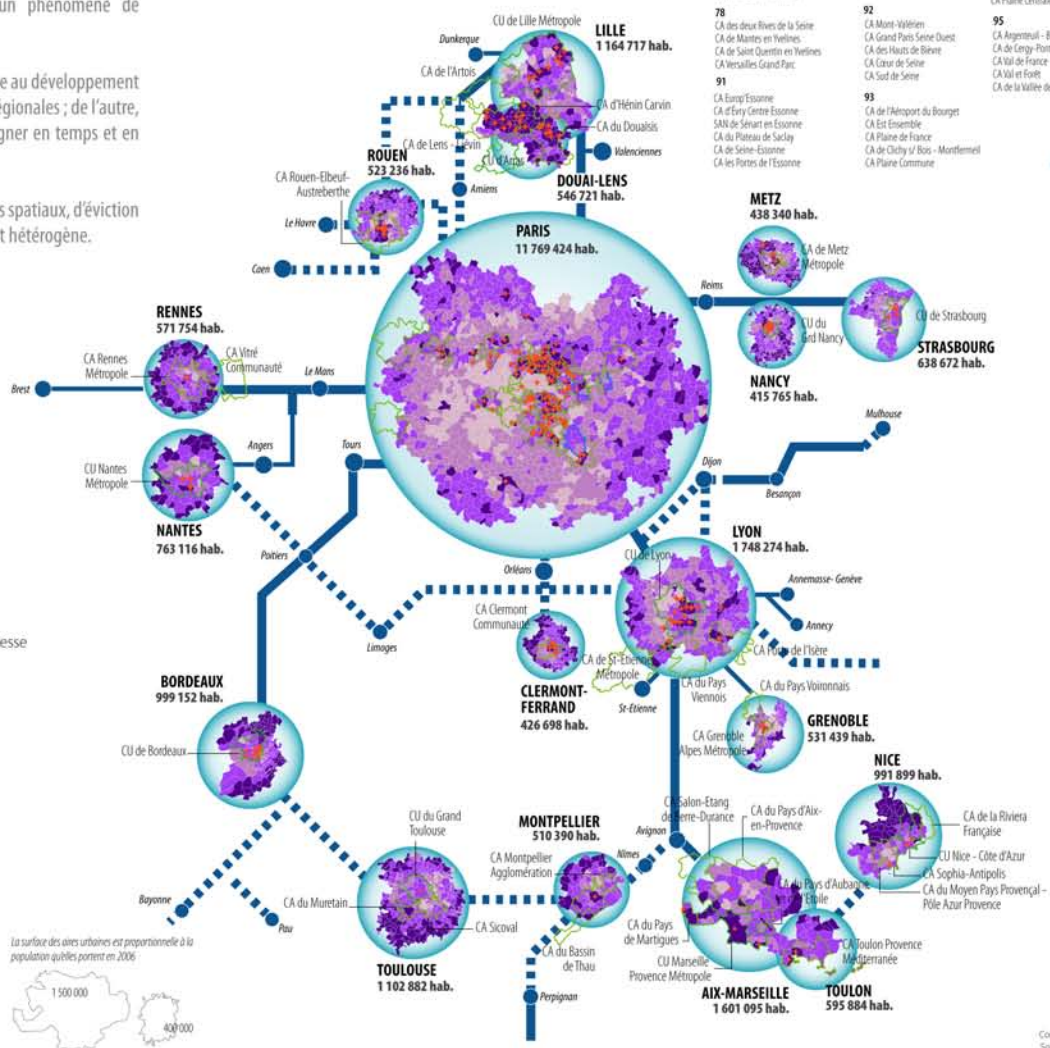 un phénomène de
e au développement
égionales ; de l'autre,
gner en temps et en
s spatiaux, d'éviction
t hétérogène.
esse
78
CA des deux Rives de la Seine
CA de Mantes en Yvelines
CA de Saint Quentin en Yvelines
CA Versailles Grand Parc
91
CA Europ'Essonne
CA d'Évry Centre Essonne
SAN de Sénart en Essonne
CA du Plateau de Saclay
CA de Seine-Essonne
CA les Portes de l'Essonne
92
CA Mont-Valérien
CA Grand Paris Seine Ouest
CA des Hauts de Bièvre
CA Cœur de Seine
CA Sud de Seine
93
CA de l'Aéroport du Bourget
CA Est Ensemble
CA Plaine de France
CA de Clichy s/ Bois - Montfermeil
CA Plaine Commune
95
CA Argenteuil - B
CA de Cergy-Pont
CA Val de France
CA Val et Forêt
CA de la Vallée de
CU de Lille Métropole
LILLE
1 164 717 hab.
Dunkerque
CA de l'Artois
CA d'Hénin Carvin
CA du Douaisis
CA de Lens - Liévin
CU d'Arras
Valenciennes
DOUAI-LENS
546 721 hab.
Amiens
ROUEN
523 236 hab.
CA Rouen-Elbeuf-
Austreberthe
Le Havre
Caen
PARIS
11 769 424 hab.
METZ
438 340 hab.
CA de Metz
Métropole
Reims
CU du
Grd Nancy
NANCY
415 765 hab.
CU de Strasbourg
STRASBOURG
638 672 hab.
RENNES
571 754 hab.
CA Rennes
Métropole
CA Vitré
Communauté
Brest
Le Mans
Angers
Tours
CU Nantes
Métropole
NANTES
763 116 hab.
Poitiers
Limoges
Mulhouse
Dijon
Besançon
Orléans
LYON
1 748 274 hab.
CU de Lyon
Annemasse- Genève
Annecy
CA Porte de l'Isère
CA Clermont
Communauté
CLERMONT-
FERRAND
426 698 hab.
CA de St-Etienne
Métropole
St-Etienne
CA du Pays
Viennois
CA du Pays Voironnais
GRENOBLE
531 439 hab.
CA Grenoble
Alpes Métropole
BORDEAUX
999 152 hab.
CU de Bordeaux
Bayonne
Pau
CU du Grand
Toulouse
CA du Muretain
CA Sicoval
TOULOUSE
1 102 882 hab.
MONTPELLIER
510 390 hab.
CA Montpellier
Agglomération
Nîmes
Avignon
CA du Bassin
de Thau
Perpignan
CA Salon-Etang
de Berre-Durance
CA du Pays d'Aix-
en-Provence
CA du Pays d'Aubagne
l'Etoile
CA du Pays
de Martigues
CU Marseille
Provence Métropole
AIX-MARSEILLE
1 601 095 hab.
CA Toulon Provence
Méditerranée
TOULON
595 884 hab.
NICE
991 899 hab.
CA de la Riviera
Française
CU Nice - Côte d'Azur
CA Sophia-Antipolis
CA du Moyen Pays Provençal -
Pôle Azur Provence
La surface des aires urbaines est proportionnelle à la
population qu'elles portent en 2006
1 500 000
400 000